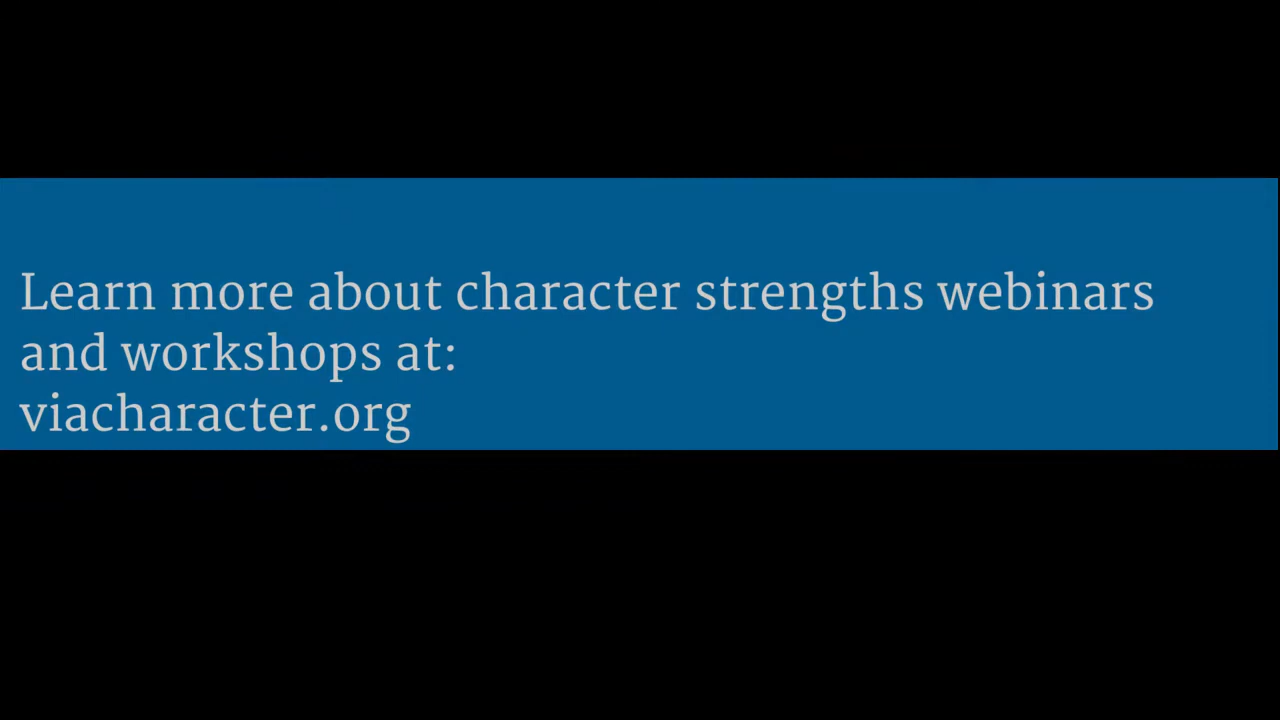 Learn more about character strengths webinars
and workshops at:
viacharacter.org